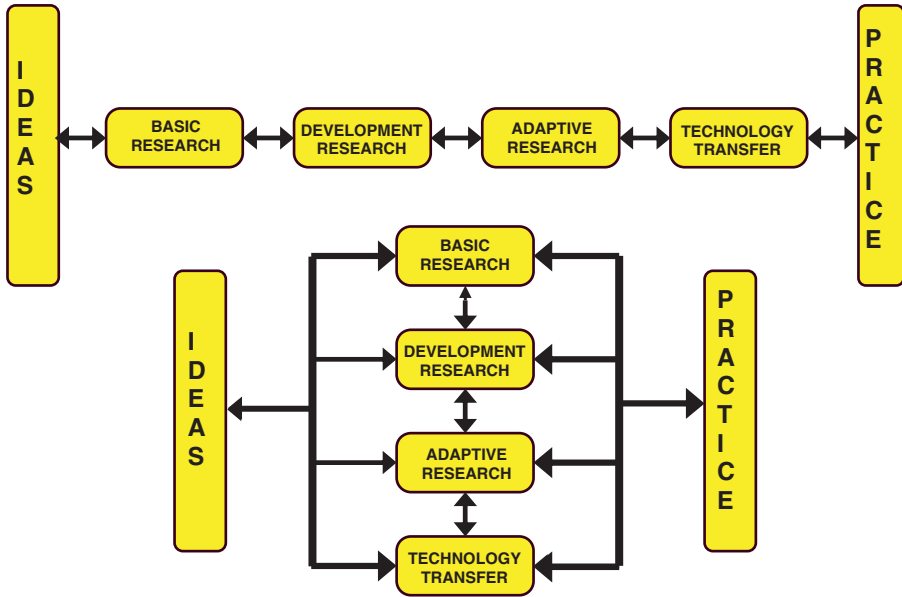 IDEAS
BASIC
RESEARCH
DEVELOPMENT
RESEARCH
ADAPTIVE
RESEARCH
TECHNOLOGY
TRANSFER
PRACTICE
IDEAS
BASIC
RESEARCH
DEVELOPMENT
RESEARCH
ADAPTIVE
RESEARCH
TECHNOLOGY
TRANSFER
PRACTICE